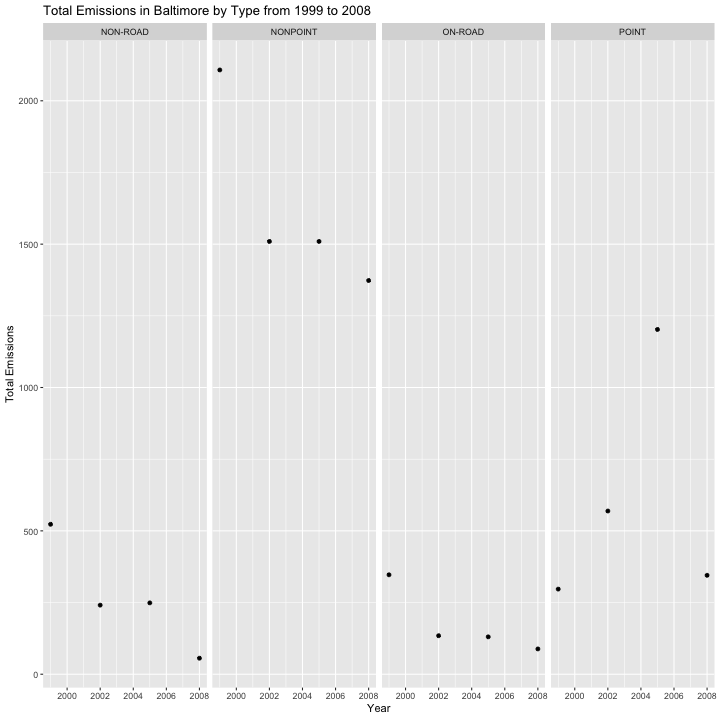 Total Emissions in Baltimore by Type from 1999 to 2008
NON-ROAD NONPOINT ON-ROAD POINT
2000
1500
1000
500
0
Total Emissions
2000 2002 2004 2006 2008 2000 2002 2004 2006 2008 2000 2002 2004 2006 2008 2000 2002 2004 2006 2008
Year